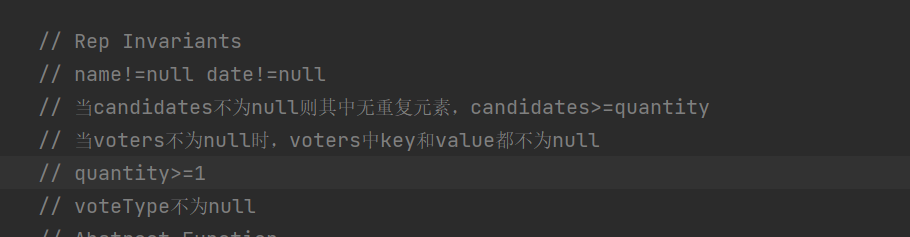 // Rep Invariants
// name!=null date!=null
// 当candidates不为null则其中无重复元素，candidates>=quantity
// 当voters不为null时，voters中key和value都不为null
// quantity>=1
// voteType不为null
// Abstract Function